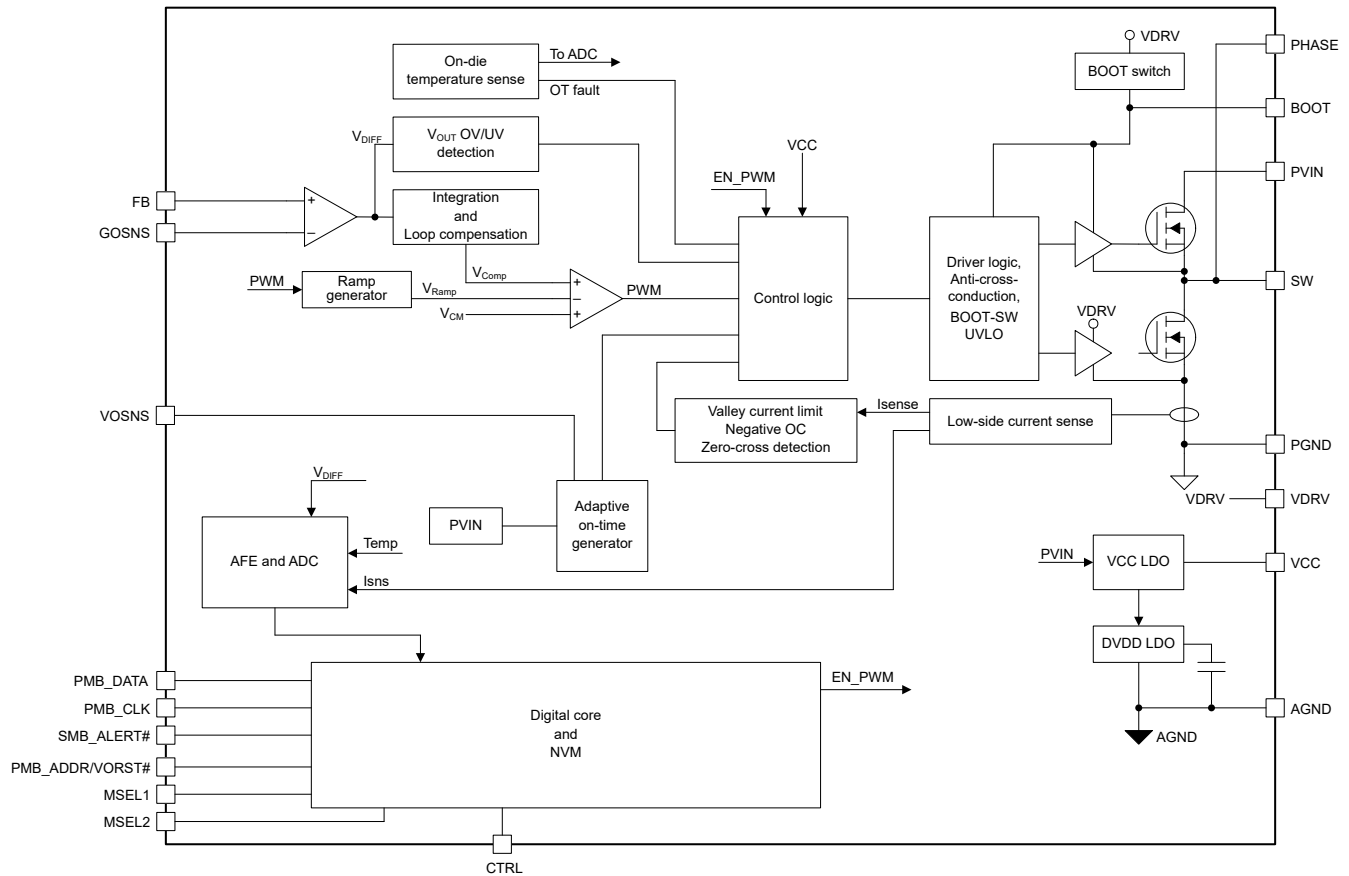 On-die
temperature sense
To ADC
OT fault
VDIFF
VOUT OV/UV
detection
FB
GOSNS
+
−
Integration
and
Loop compensation
PWM
Ramp
generator
VRamp
VComp
VCM
+
−
+
PWM
EN_PWM
VCC
Control logic
VDRV
BOOT switch
Driver logic,
Anti-cross-
conduction,
BOOT-SW
UVLO
VDRV
PHASE
BOOT
PVIN
SW
VOSNS
Valley current limit
Negative OC
Zero-cross detection
Isense
Low-side current sense
PGND
VDRV
VDRV
VDIFF
AFE and ADC
Temp
Isns
PVIN
Adaptive
on-time
generator
PVIN
VCC LDO
VCC
DVDD LDO
AGND
AGND
PMB_DATA
PMB_CLK
SMB_ALERT#
PMB_ADDR/VORST#
MSEL1
MSEL2
Digital core
and
NVM
EN_PWM
CTRL